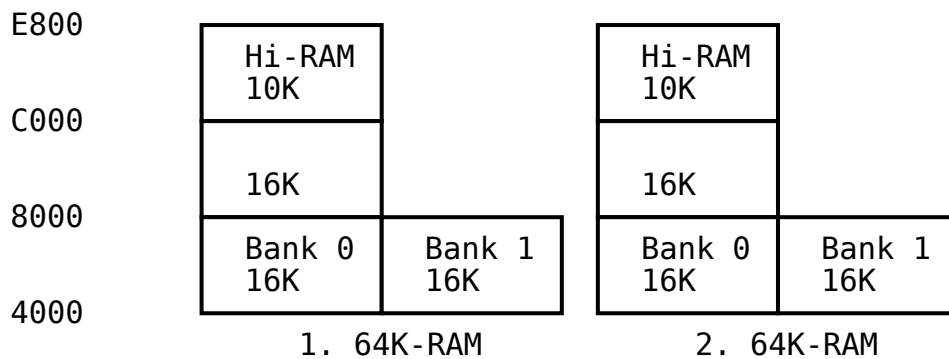 E800
Hi-RAM
10K
Hi-RAM
10K
C000
16K
16K
8000
Bank 0
16K
Bank 1
16K
Bank 0
16K
Bank 1
16K
4000
1. 64K-RAM
2. 64K-RAM